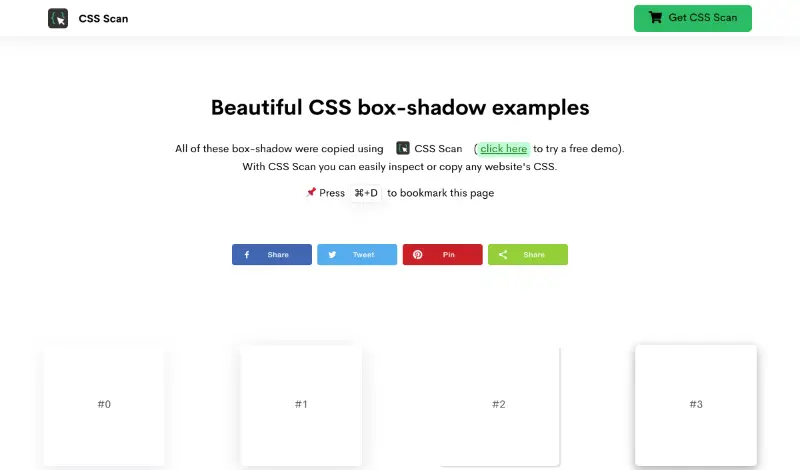 CSS Scan
Get CSS Scan
Beautiful CSS box-shadow examples
All of these box-shadow were copied using CSS Scan ( click here to try a free demo).
With CSS Scan you can easily inspect or copy any website's CSS.
Press ⌘+D to bookmark this page
Share
Tweet
Pin
Share
#0
#1
#2
#3